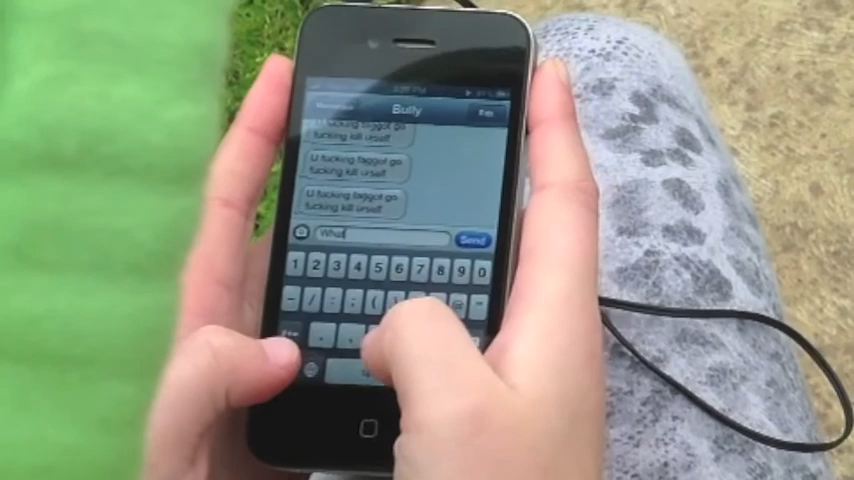 Bully
U fucking faggot go
fucking kill urself
U fucking faggot go
fucking kill urself
U fucking faggot go
fucking kill urself
What
Send
1 2 3 4 5 6 7 8 9 0
- / : ; (
. ,